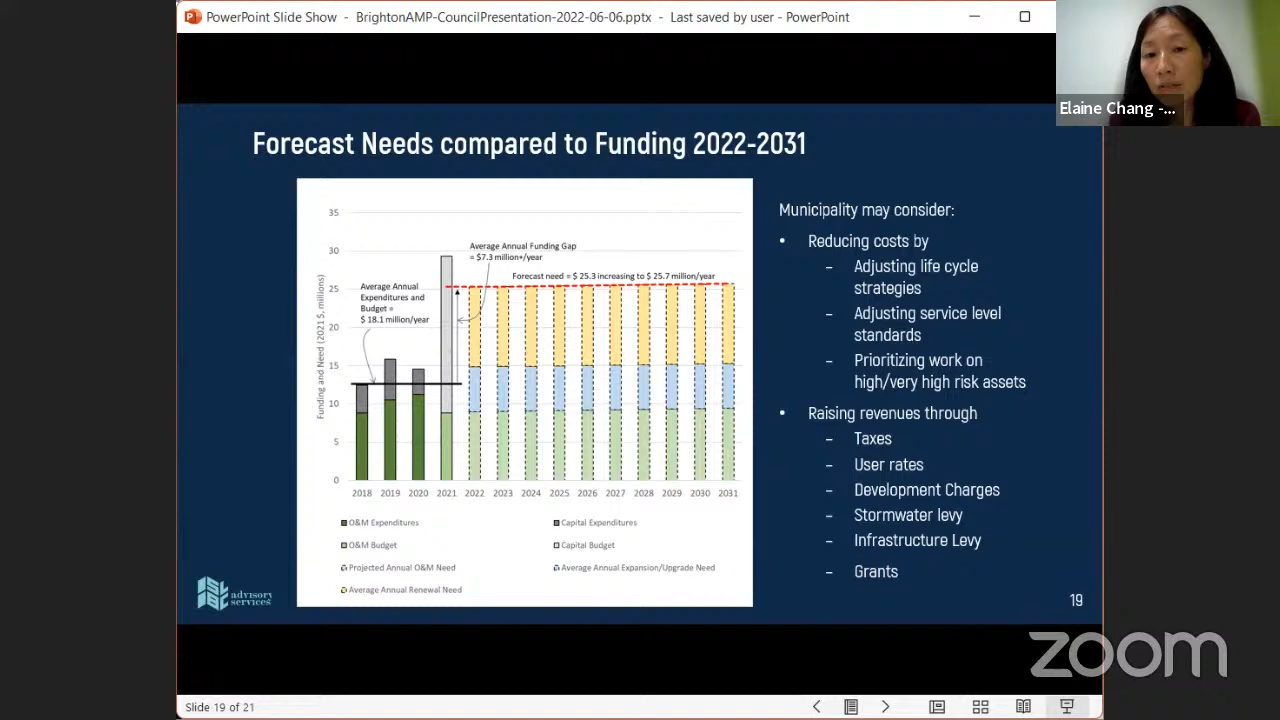 PowerPoint Slide Show - BrightonAMP-CouncilPresentation-2022-06-06.pptx - Last saved by user - PowerPoint
Elaine Chang -...
Forecast Needs compared to Funding 2022-2031
Funding and Need (2021 $, millions)
35
30
25
20
15
10
5
0
Average Annual Funding Gap
= $7.3 million+/year
Forecast need = $ 25.3 increasing to $ 25.7 million/year
Average Annual
Expenditures and
Budget =
$ 18.1 million/year
2018 2019 2020 2021 2022 2023 2024 2025 2026 2027 2028 2029 2030 2031
O&M Expenditures
Capital Expenditures
O&M Budget
Capital Budget
Projected Annual O&M Need
Average Annual Expansion/Upgrade Need
Average Annual Renewal Need
Municipality may consider:
• Reducing costs by
– Adjusting life cycle
strategies
– Adjusting service level
standards
– Prioritizing work on
high/very high risk assets
• Raising revenues through
– Taxes
– User rates
– Development Charges
– Stormwater levy
– Infrastructure Levy
– Grants
advisory
services
19
zoom
Slide 19 of 21